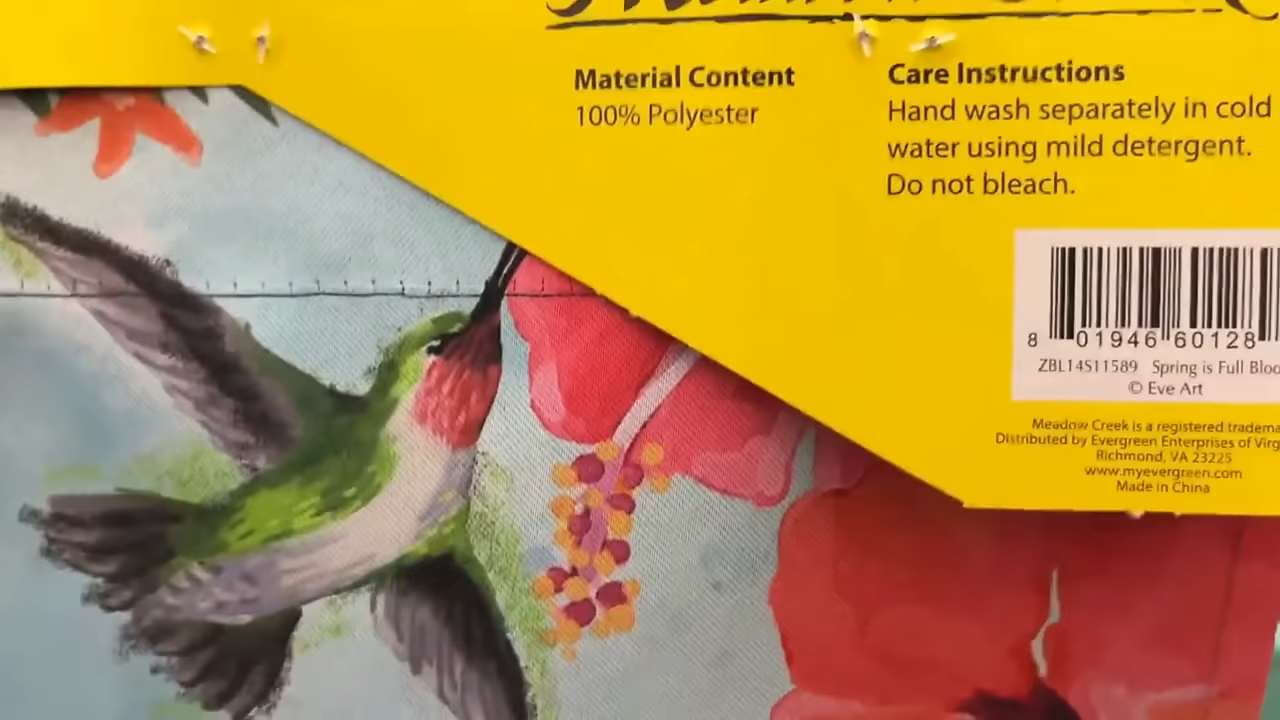 Material Content
100% Polyester
Care Instructions
Hand wash separately in cold
water using mild detergent.
Do not bleach.
8 01946 60128
ZBL14S11589 Spring is Full Bloo
© Eve Art
Meadow Creek is a registered tradema
Distributed by Evergreen Enterprises of Virg
Richmond, VA 23225
www.myevergreen.com
Made in China